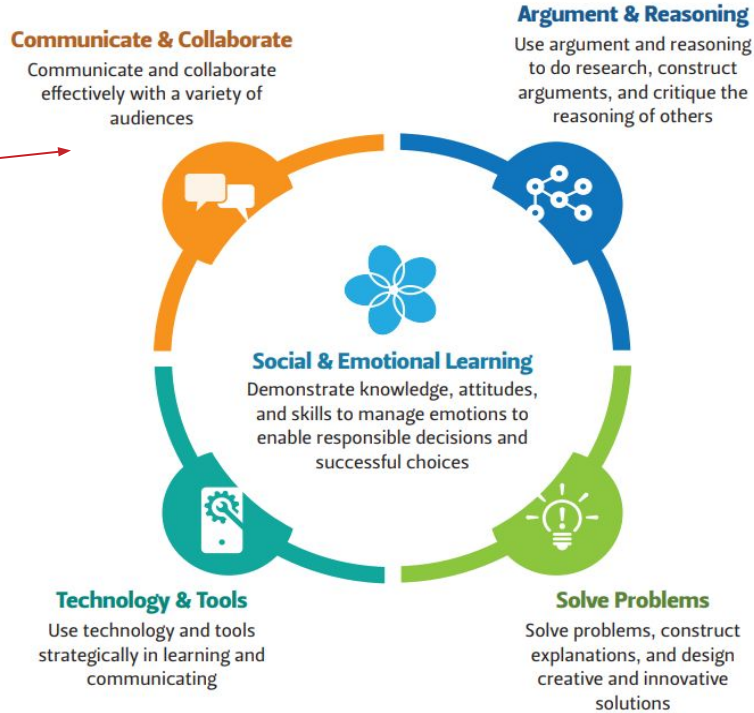 Communicate & Collaborate
Communicate and collaborate
effectively with a variety of
audiences
Argument & Reasoning
Use argument and reasoning
to do research, construct
arguments, and critique the
reasoning of others
Social & Emotional Learning
Demonstrate knowledge, attitudes,
and skills to manage emotions to
enable responsible decisions and
successful choices
Technology & Tools
Use technology and tools
strategically in learning and
communicating
Solve Problems
Solve problems, construct
explanations, and design
creative and innovative
solutions